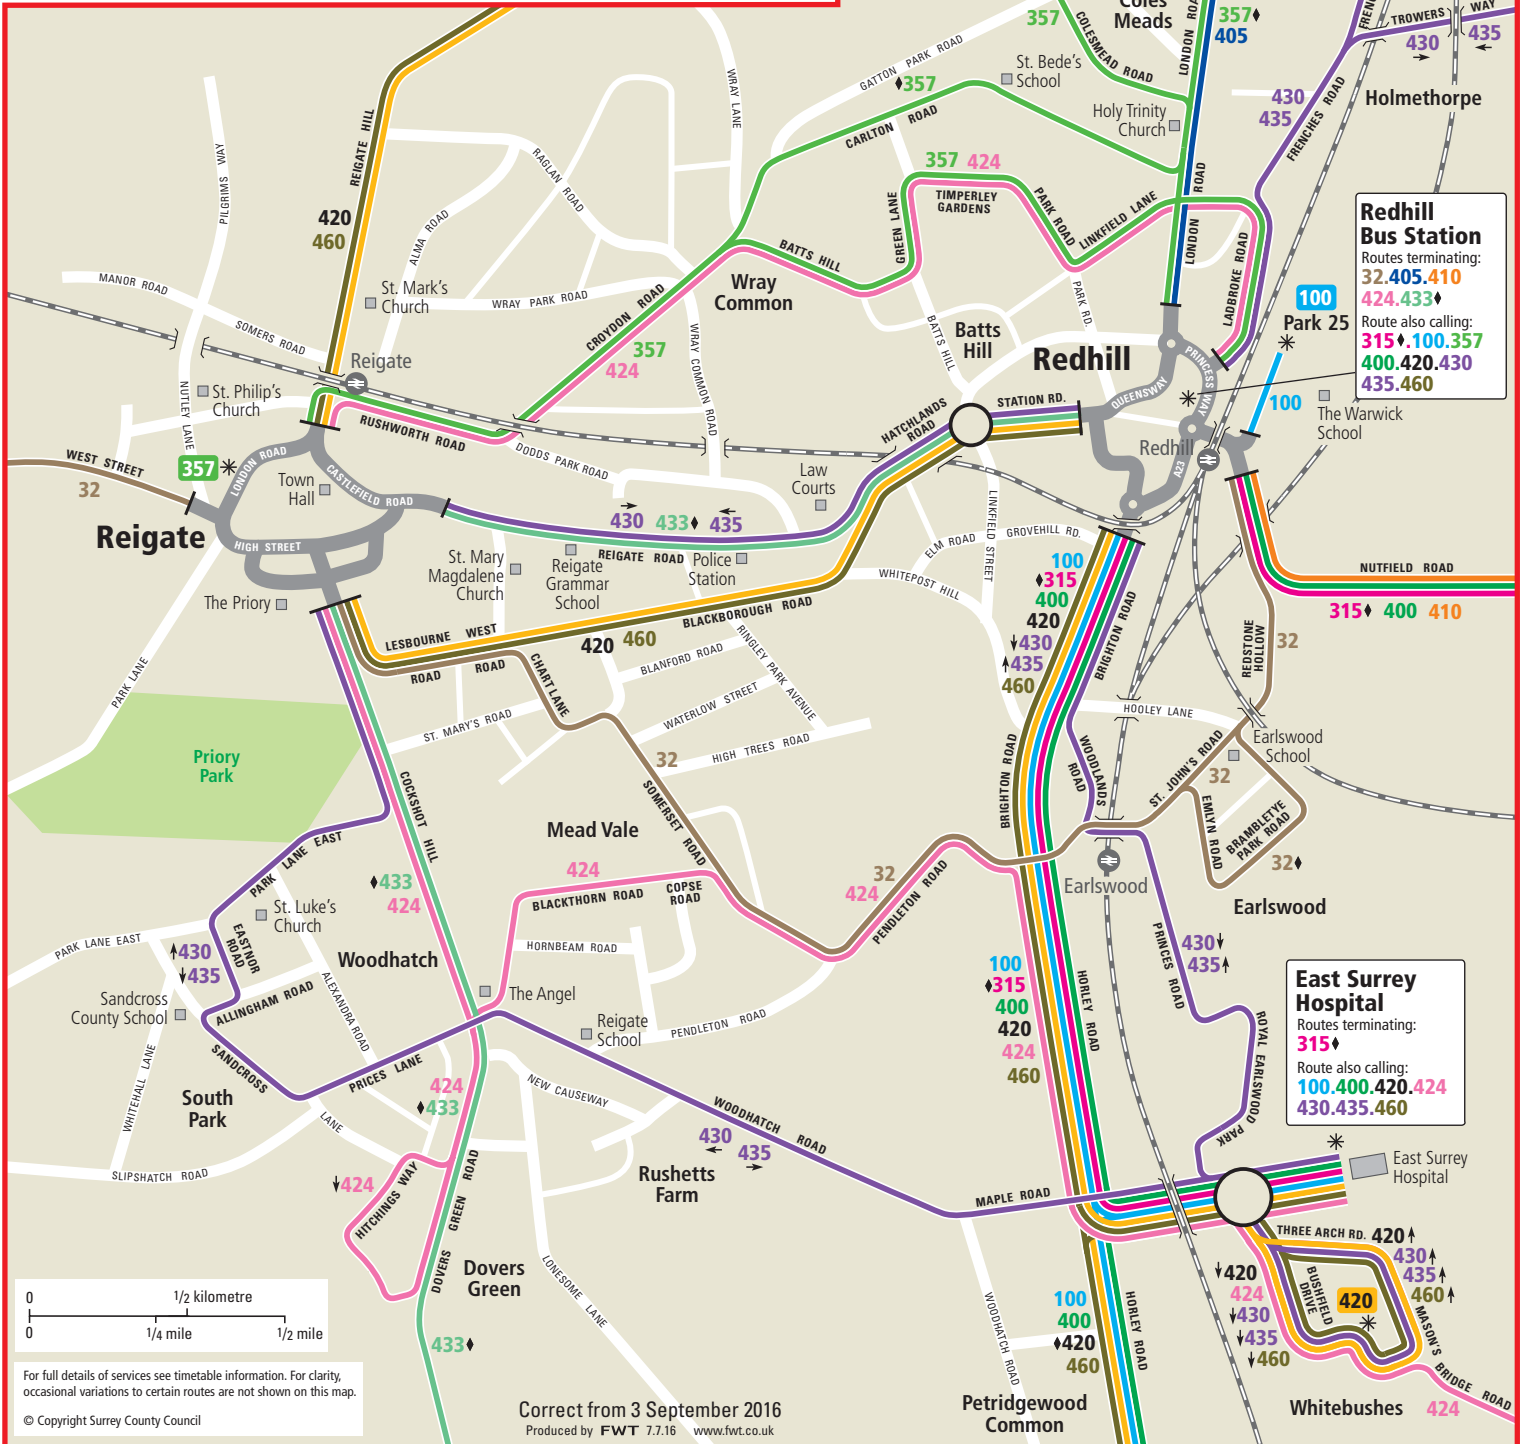 357
COLESMEAD ROAD
Coles
Meads
LONDON ROAD
357♦
405
FRENCHES
TROWERS WAY
430
→
435
←
Holmethorpe
GATTON PARK ROAD
St. Bede's
School
♦357
CARLTON ROAD
Holy Trinity
Church
430
435
FRENCHES ROAD
WRAY LANE
REIGATE HILL
PILGRIMS WAY
RAGLAN ROAD
ALMA ROAD
420
460
357 424
TIMPERLEY
GARDENS
GREEN LANE
PARK ROAD
LINKFIELD LANE
LONDON ROAD
LADBROKE ROAD
Redhill
Bus Station
Routes terminating:
32.405.410
424.433♦
Route also calling:
315♦.100.357
400.420.430
435.460
MANOR ROAD
St. Mark's
Church
WRAY PARK ROAD
SOMERS ROAD
CROYDON ROAD
BATTS HILL
Wray
Common
BATTS HILL
PARK RD.
Batts
Hill
Redhill
100
Park 25
PRINCESS WAY
QUEENSWAY
100
The Warwick
School
Reigate
357
424
WRAY COMMON ROAD
St. Philip's
Church
NUTLEY LANE
RUSHWORTH ROAD
DODDS PARK ROAD
HATCHLANDS
ROAD
STATION RD.
Redhill
A23
WEST STREET
32
357
LONDON ROAD
Town
Hall
CASTLEFIELD ROAD
Law
Courts
Reigate
HIGH STREET
→
430 433♦ 435
←
REIGATE ROAD
St. Mary
Magdalene
Church
Reigate
Grammar
School
Police
Station
LINKFIELD STREET
ELM ROAD
GROVEHILL RD.
WHITEPOST HILL
100
♦315
400
420
↓430
↑435
460
BRIGHTON ROAD
NUTFIELD ROAD
315♦ 400 410
The Priory
LESBOURNE WEST
ROAD ROAD
420 460
BLACKBOROUGH ROAD
CHART LANE
BLANFORD ROAD
RINGLEY PARK AVENUE
WATERLOW STREET
HIGH TREES ROAD
ST. MARY'S ROAD
PARK LANE
REDSTONE
HOLLOW
32
HOOLEY LANE
Earlswood
School
Priory
Park
COCKSHOT HILL
32
SOMERSET ROAD
BRIGHTON ROAD
WOODLANDS
ROAD
ST. JOHN'S ROAD
32
EMLYN ROAD
BRAMBLETYE
PARK ROAD
32♦
Mead Vale
PARK LANE EAST
424
BLACKTHORN ROAD
COPSE
ROAD
32
424
PENDLETON ROAD
Earlswood
Earlswood
♦433
424
St. Luke's
Church
EASTNOR
ROAD
PARK LANE EAST
↑430
↓435
HORNBEAM ROAD
Woodhatch
430↓
435↑
PRINCES ROAD
100
♦315
400
420
424
460
HORLEY ROAD
East Surrey
Hospital
Routes terminating:
315♦
Route also calling:
100.400.420.424
430.435.460
Sandcross
County School
ALLINGHAM ROAD
ALEXANDRA ROAD
The Angel
Reigate
School
PENDLETON ROAD
ROYAL EARLSWOOD PARK
SANDCROSS
LANE
PRICES LANE
WHITEHALL LANE
South
Park
424
♦433
NEW CAUSEWAY
WOODHATCH ROAD
430
←
435
→
SLIPSHATCH ROAD
↓424
HITCHINGS WAY
DOVERS GREEN ROAD
Rushetts
Farm
MAPLE ROAD
East Surrey
Hospital
THREE ARCH RD.
420↑
430↑
435↑
460↑
↓420
424
↓430
↓435
↓460
BUSHFIELD
DRIVE
420
MASON'S
BRIDGE ROAD
Dovers
Green
LONESOME LANE
0 1/2 kilometre
0 1/4 mile 1/2 mile
433♦
100
400
♦420
460
HORLEY ROAD
WOODHATCH ROAD
For full details of services see timetable information. For clarity,
occasional variations to certain routes are not shown on this map.
© Copyright Surrey County Council
Correct from 3 September 2016
Produced by FWT 7.7.16 www.fwt.co.uk
Petridgewood
Common
Whitebushes
424